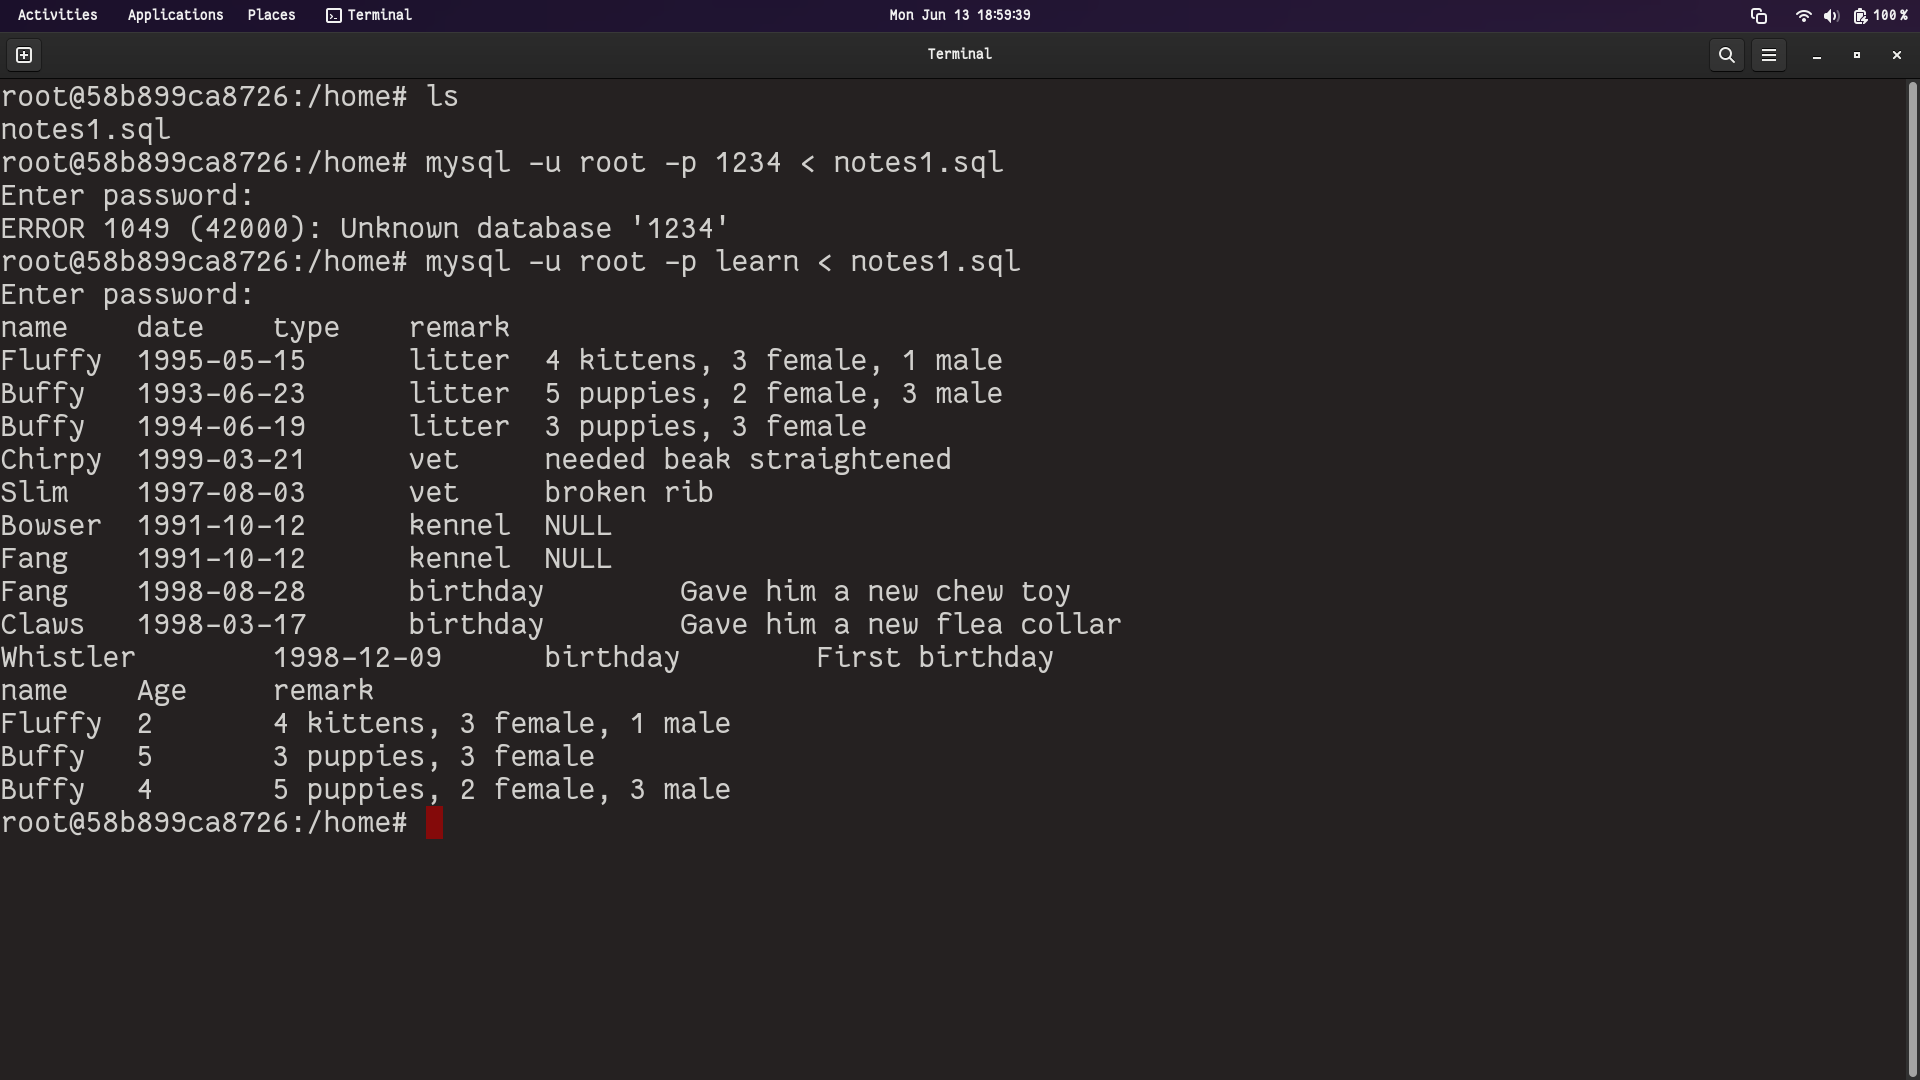 Activities Applications Places Terminal Mon Jun 13 18:59:39 100 %
Terminal
root@58b899ca8726:/home# ls
notes1.sql
root@58b899ca8726:/home# mysql -u root -p 1234 < notes1.sql
Enter password:
ERROR 1049 (42000): Unknown database '1234'
root@58b899ca8726:/home# mysql -u root -p learn < notes1.sql
Enter password:
name date type remark
Fluffy 1995-05-15 litter 4 kittens, 3 female, 1 male
Buffy 1993-06-23 litter 5 puppies, 2 female, 3 male
Buffy 1994-06-19 litter 3 puppies, 3 female
Chirpy 1999-03-21 vet needed beak straightened
Slim 1997-08-03 vet broken rib
Bowser 1991-10-12 kennel NULL
Fang 1991-10-12 kennel NULL
Fang 1998-08-28 birthday Gave him a new chew toy
Claws 1998-03-17 birthday Gave him a new flea collar
Whistler 1998-12-09 birthday First birthday
name Age remark
Fluffy 2 4 kittens, 3 female, 1 male
Buffy 5 3 puppies, 3 female
Buffy 4 5 puppies, 2 female, 3 male
root@58b899ca8726:/home#